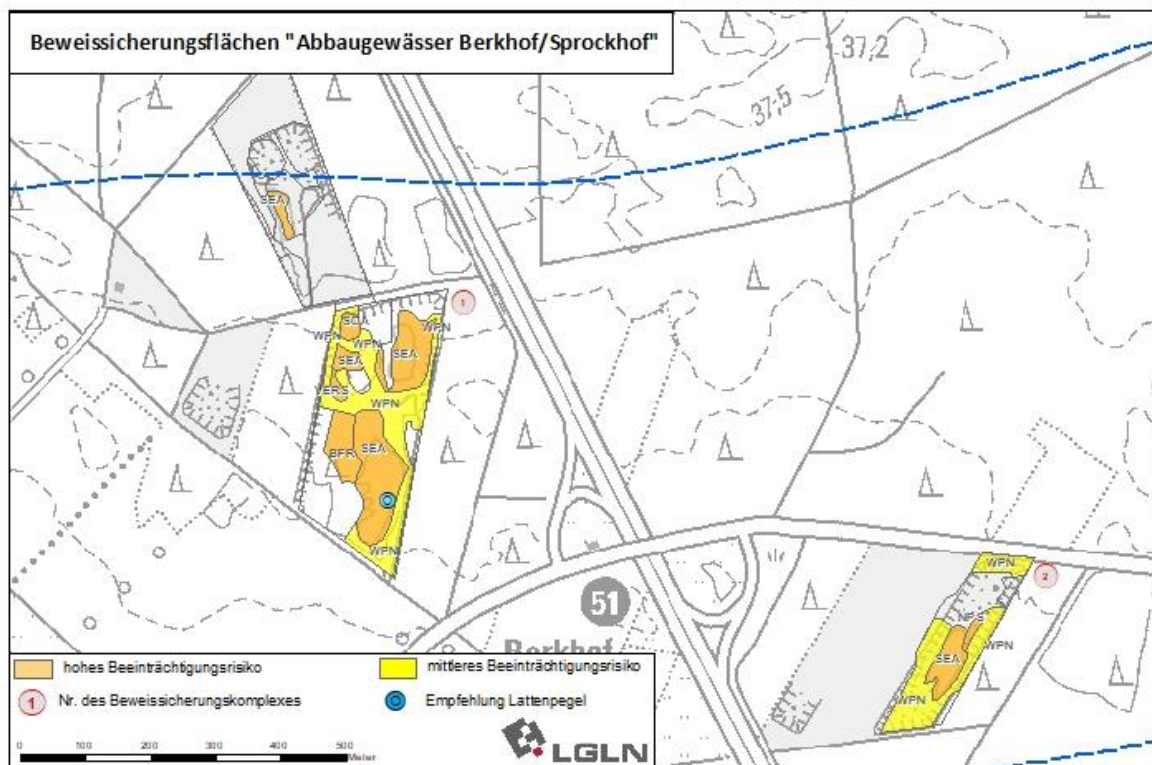 Beweissicherungsflächen "Abbaugewässer Berkhof/Sprockhof"
37,2
37,5
SEA
1
SOA
WPN
WPN
WPN
SEA
SEA
WPN
SEA
BFR
WPN
51
Berkhof
WPN
2
WPN
SEA
WPN
hohes Beeinträchtigungsrisiko
mittleres Beeinträchtigungsrisiko
1 Nr. des Beweissicherungskomplexes
Empfehlung Lattenpegel
0 100 200 300 400 500
Meter
LGLN